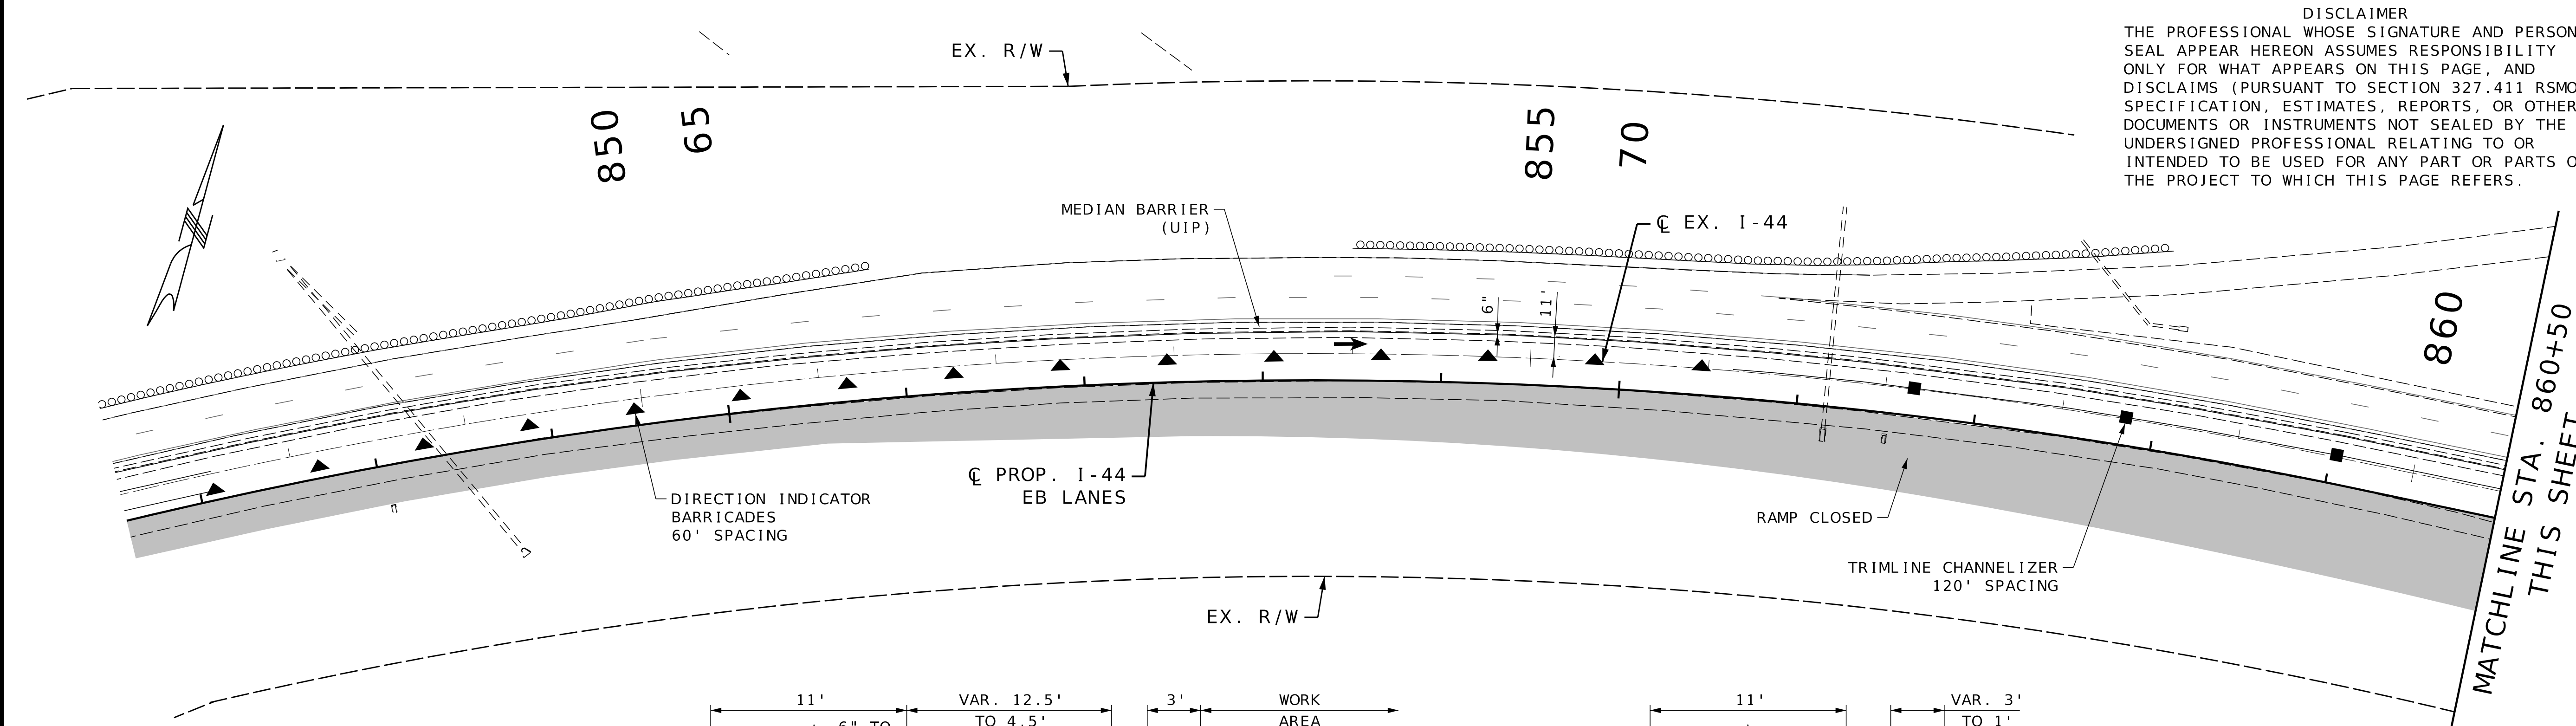 DISCLAIMER
THE PROFESSIONAL WHOSE SIGNATURE AND PERSON
SEAL APPEAR HEREON ASSUMES RESPONSIBILITY
ONLY FOR WHAT APPEARS ON THIS PAGE, AND
DISCLAIMS (PURSUANT TO SECTION 327.411 RSMO
SPECIFICATION, ESTIMATES, REPORTS, OR OTHER
DOCUMENTS OR INSTRUMENTS NOT SEALED BY THE
UNDERSIGNED PROFESSIONAL RELATING TO OR
INTENDED TO BE USED FOR ANY PART OR PARTS O
THE PROJECT TO WHICH THIS PAGE REFERS.
EX. R/W
850
65
855
70
MEDIAN BARRIER
(UIP)
℄ EX. I-44
6"
11'
860
MATCHLINE STA. 860+50
THIS SHEET
℄ PROP. I-44
EB LANES
DIRECTION INDICATOR
BARRICADES
60' SPACING
RAMP CLOSED
TRIMLINE CHANNELIZER
120' SPACING
EX. R/W
11'
VAR. 12.5'
TO 4.5'
6" TO
3'
WORK
AREA
11'
VAR. 3'
TO 1'